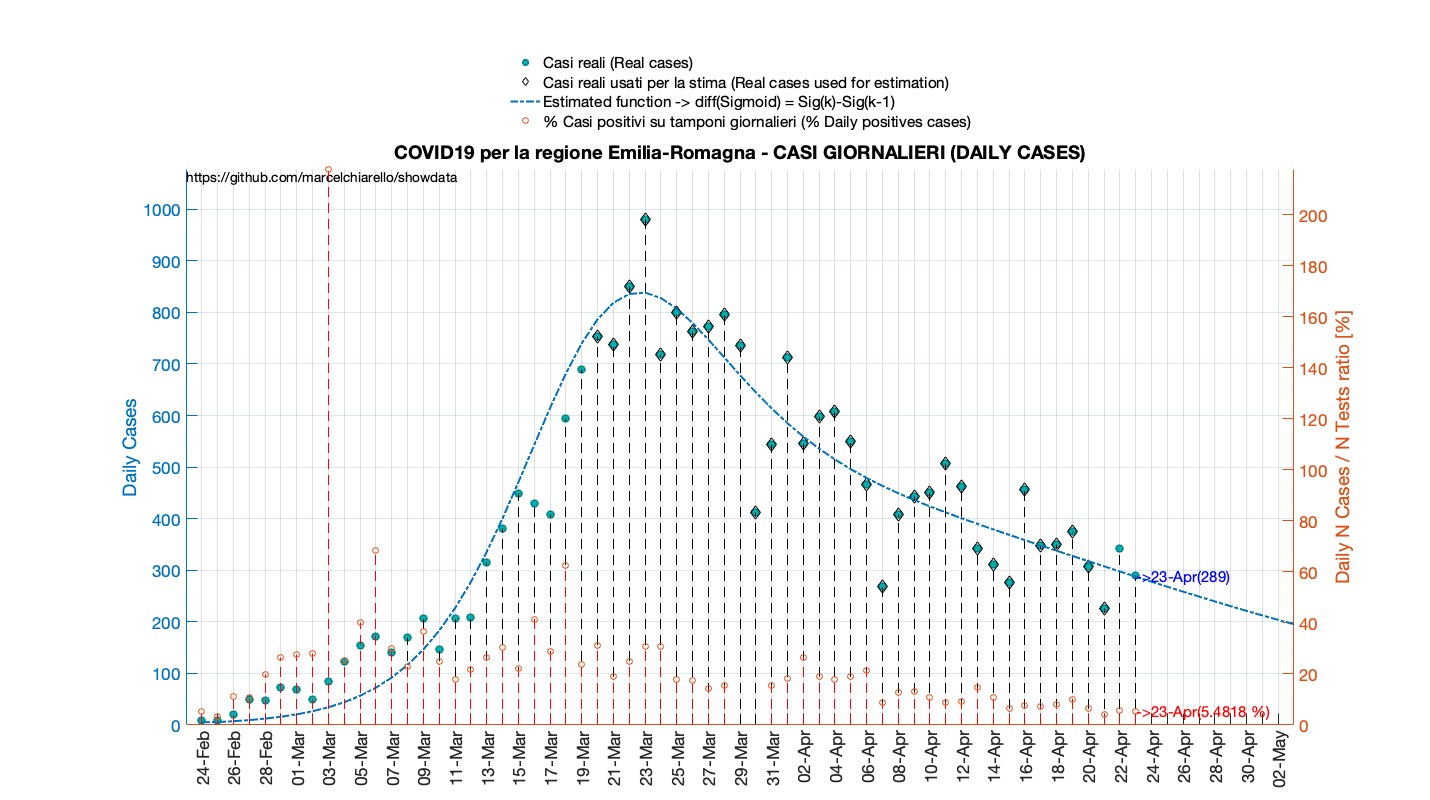 Casi reali (Real cases)
Casi reali usati per la stima (Real cases used for estimation)
Estimated function -> diff(Sigmoid) = Sig(k)-Sig(k-1)
% Casi positivi su tamponi giornalieri (% Daily positives cases)
COVID19 per la regione Emilia-Romagna - CASI GIORNALIERI (DAILY CASES)
https://github.com/marcelchiarello/showdata
Daily Cases
1000
900
800
700
600
500
400
300
200
100
0
Daily N Cases / N Tests ratio [%]
200
180
160
140
120
100
80
60
40
20
0
->23-Apr(289)
->23-Apr(5.4818 %)
24-Feb
26-Feb
28-Feb
01-Mar
03-Mar
05-Mar
07-Mar
09-Mar
11-Mar
13-Mar
15-Mar
17-Mar
19-Mar
21-Mar
23-Mar
25-Mar
27-Mar
29-Mar
31-Mar
02-Apr
04-Apr
06-Apr
08-Apr
10-Apr
12-Apr
14-Apr
16-Apr
18-Apr
20-Apr
22-Apr
24-Apr
26-Apr
28-Apr
30-Apr
02-May